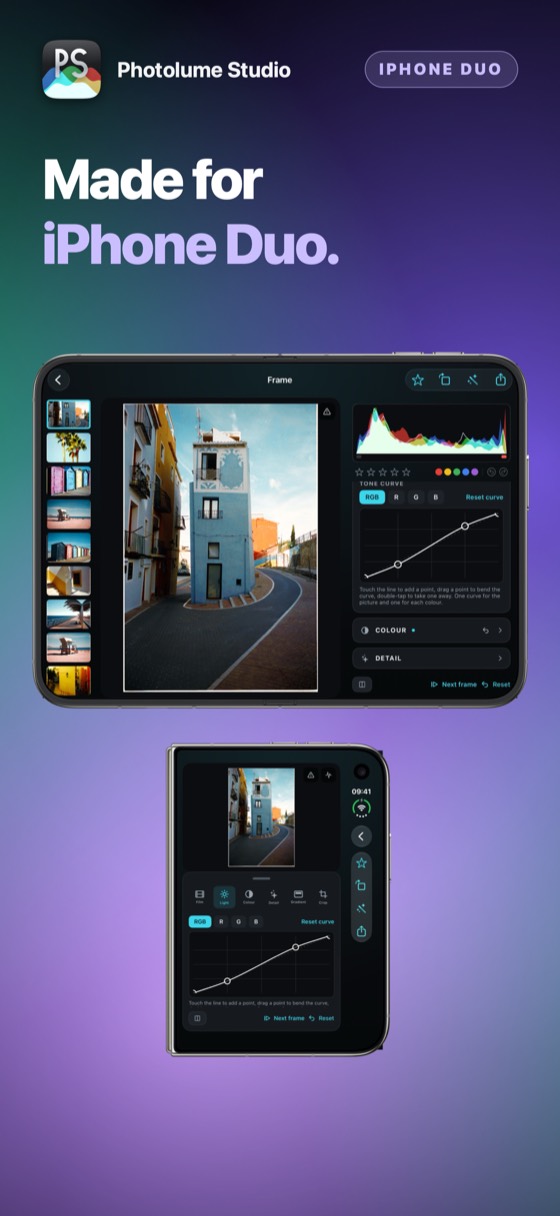 PS
Photolume Studio
IPHONE DUO
Made for
iPhone Duo.
Frame
TONE CURVE
RGB R G B Reset curve
Touch the line to add a point, drag a point to bend the
curve, double-tap to take one away. One curve for the
picture and one for each colour.
COLOUR
DETAIL
Next frame Reset
09:41
Film Light Colour Detail Gradient Crop
RGB R G B Reset curve
Touch the line to add a point, drag a point to bend the curve.
Next frame Reset